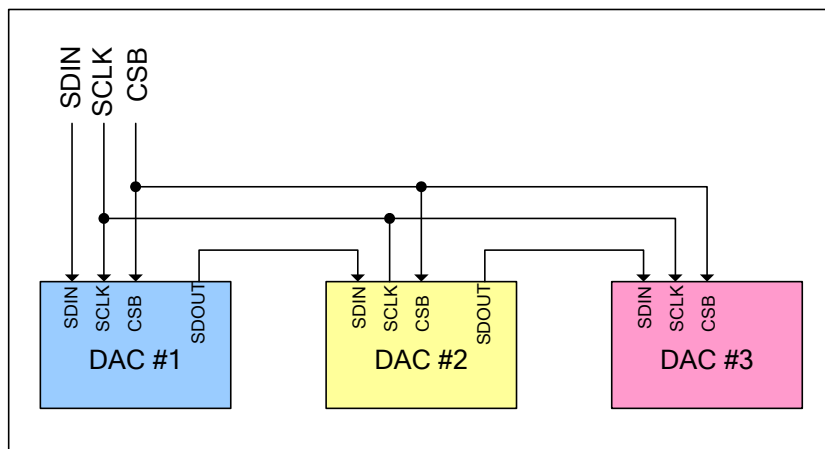 SDIN
SCLK
CSB
SDIN
SCLK
CSB
SDOUT
DAC #1
SDIN
SCLK
CSB
SDOUT
DAC #2
SDIN
SCLK
CSB
DAC #3